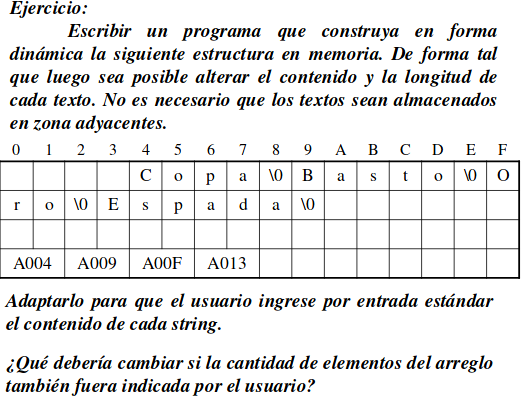 Ejercicio:
Escribir un programa que construya en forma
dinámica la siguiente estructura en memoria. De forma tal
que luego sea posible alterar el contenido y la longitud de
cada texto. No es necesario que los textos sean almacenados
en zona adyacentes.
0 1 2 3 4 5 6 7 8 9 A B C D E F
C o p a \0 B a s t o \0 O
r o \0 E s p a d a \0
A004 A009 A00F A013
Adaptarlo para que el usuario ingrese por entrada estándar
el contenido de cada string.
¿Qué debería cambiar si la cantidad de elementos del arreglo
también fuera indicada por el usuario?